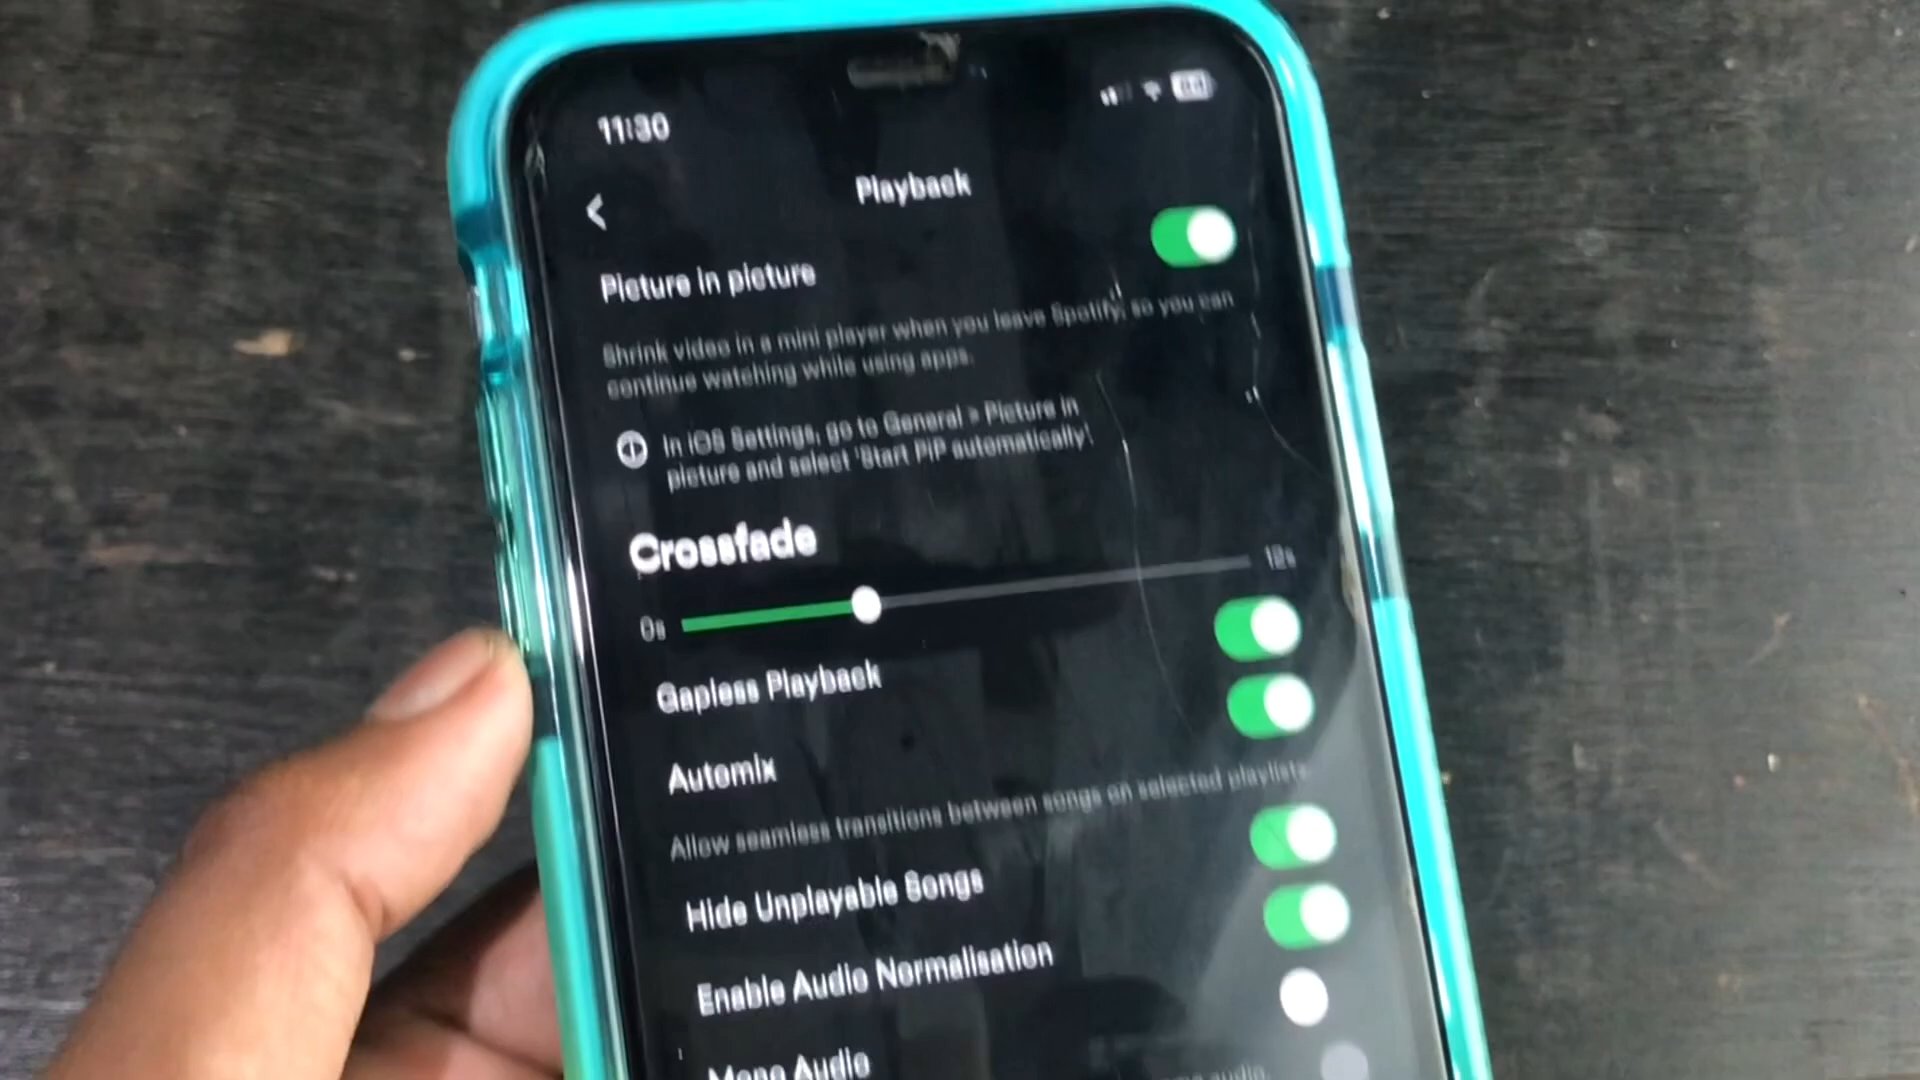 11:30
Playback
Picture in picture
Shrink video in a mini player when you leave Spotify, so you can
continue watching while using apps.
In iOS Settings, go to General > Picture in
picture and select 'Start PiP automatically'.
Crossfade
0s
12s
Gapless Playback
Automix
Allow seamless transitions between songs on selected playlists
Hide Unplayable Songs
Enable Audio Normalisation
Mono Audio
audio.